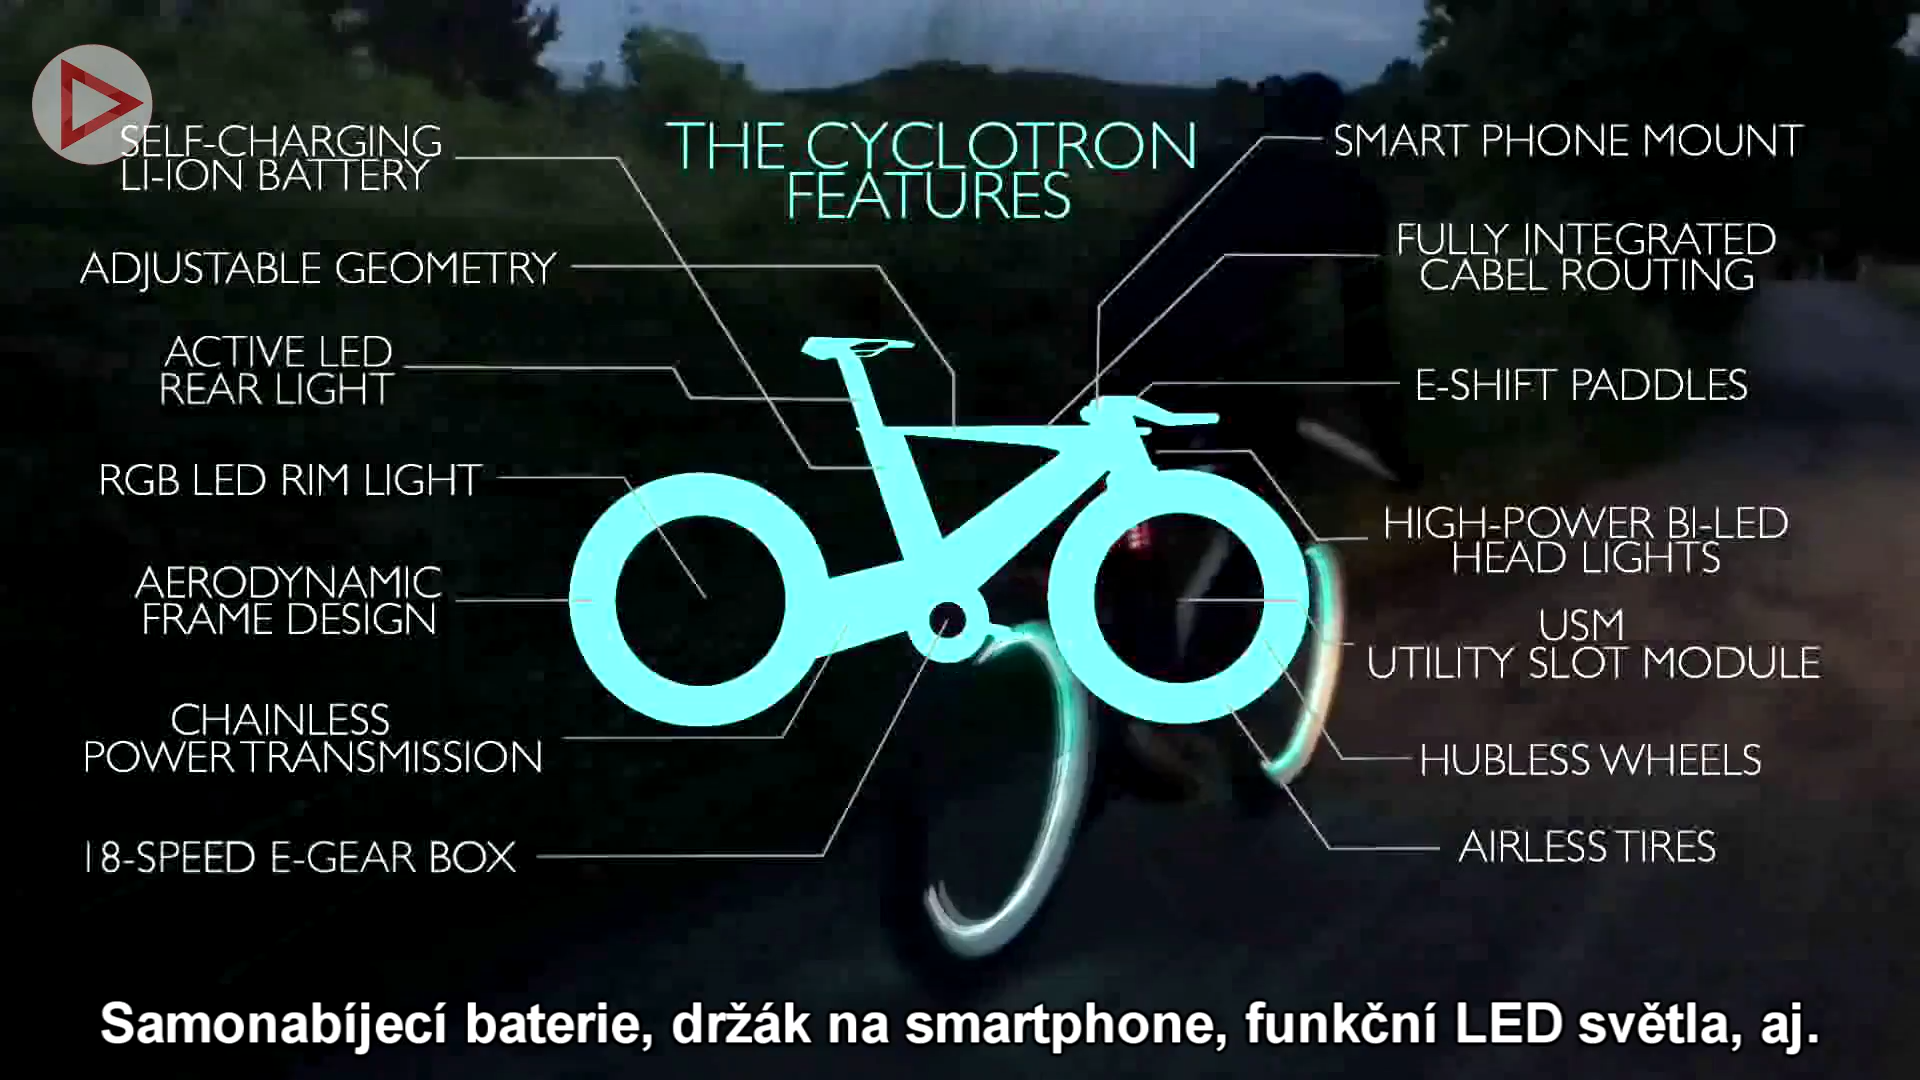 THE CYCLOTRON
FEATURES
SELF-CHARGING
LI-ION BATTERY
ADJUSTABLE GEOMETRY
ACTIVE LED
REAR LIGHT
RGB LED RIM LIGHT
AERODYNAMIC
FRAME DESIGN
CHAINLESS
POWER TRANSMISSION
18-SPEED E-GEAR BOX
SMART PHONE MOUNT
FULLY INTEGRATED
CABEL ROUTING
E-SHIFT PADDLES
HIGH-POWER BI-LED
HEAD LIGHTS
USM
UTILITY SLOT MODULE
HUBLESS WHEELS
AIRLESS TIRES
Samonabíjecí baterie, držák na smartphone, funkční LED světla, aj.